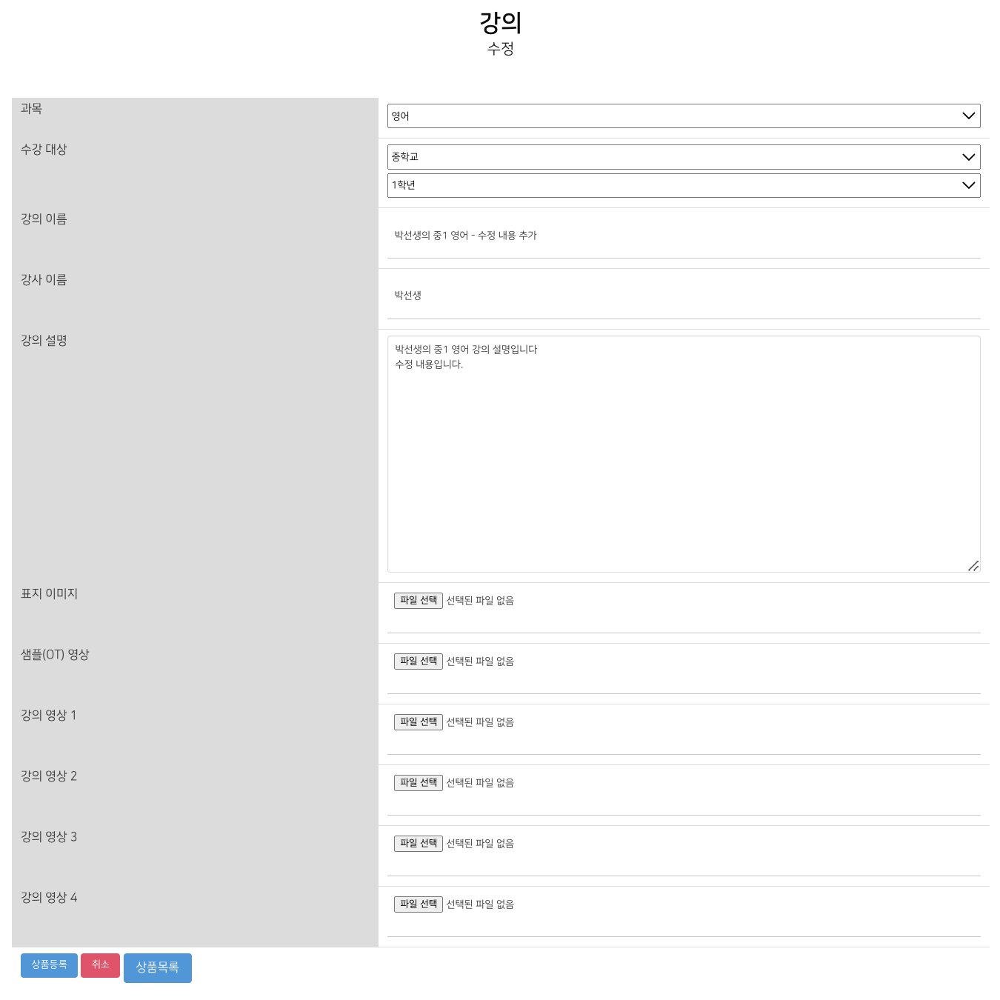 강의
수정
과목
영어
수강 대상
중학교
1학년
강의 이름
박선생의 중1 영어 - 수정 내용 추가
강사 이름
박선생
강의 설명
박선생의 중1 영어 강의 설명입니다
수정 내용입니다.
표지 이미지
파일 선택 선택된 파일 없음
샘플(OT) 영상
파일 선택 선택된 파일 없음
강의 영상 1
파일 선택 선택된 파일 없음
강의 영상 2
파일 선택 선택된 파일 없음
강의 영상 3
파일 선택 선택된 파일 없음
강의 영상 4
파일 선택 선택된 파일 없음
상품등록 취소 상품목록